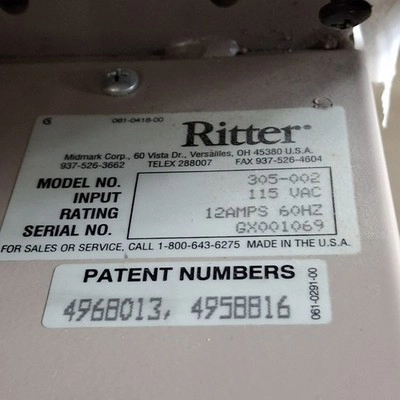 G 061-0418-00
Ritter®
Midmark Corp., 60 Vista Dr., Versailles, OH 45380 U.S.A.
937-526-3662 TELEX 288007 FAX 937-526-4604
MODEL NO. 305-002
INPUT 115 VAC
RATING 12AMPS 60HZ
SERIAL NO. GX001069
FOR SALES OR SERVICE, CALL 1-800-643-6275 MADE IN THE U.S.A.
PATENT NUMBERS
4968013, 4958816
061-0291-00